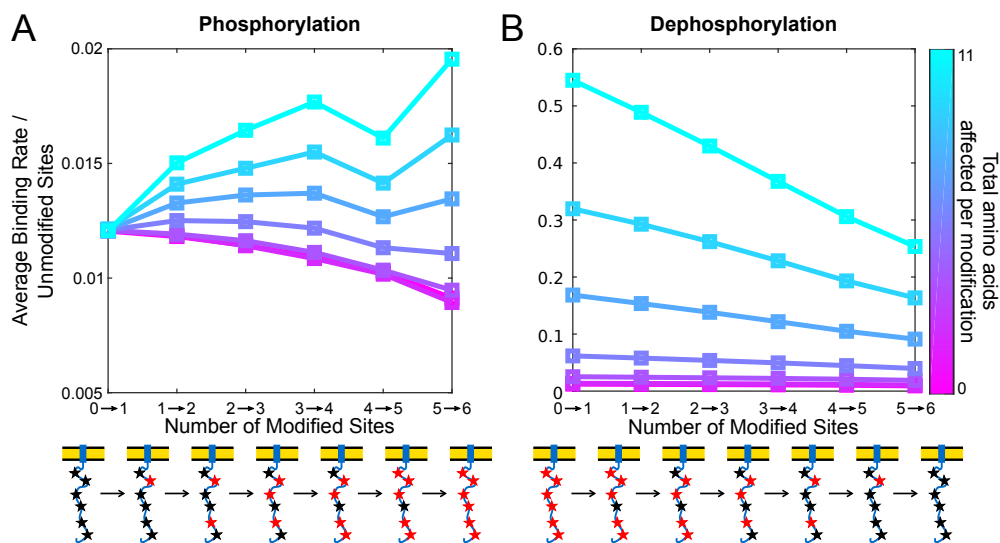 A
Phosphorylation
Average Binding Rate /
Unmodified Sites
0.02
0.015
0.01
0.005
0→1
1→2
2→3
3→4
4→5
5→6
Number of Modified Sites
B
Dephosphorylation
0.6
0.5
0.4
0.3
0.2
0.1
0
0→1
1→2
2→3
3→4
4→5
5→6
Number of Modified Sites
11
0
Total amino acids
affected per modification